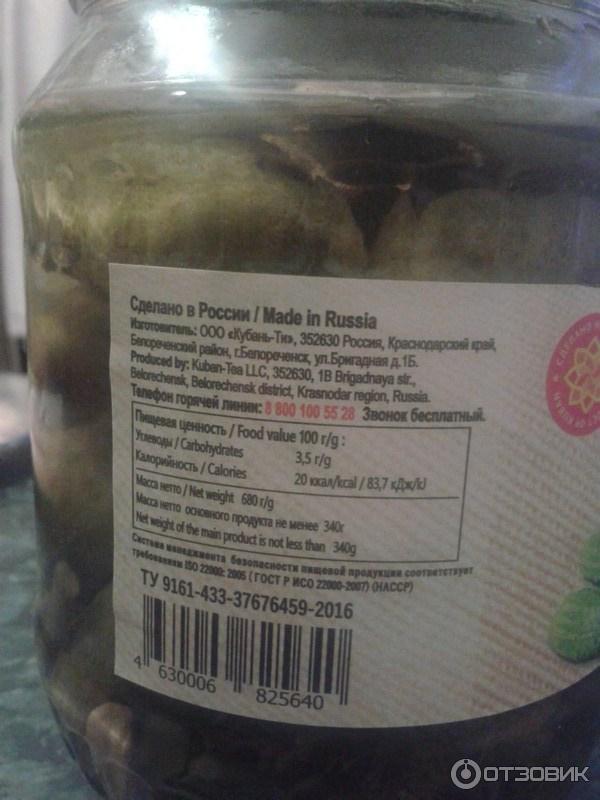 Сделано в России / Made in Russia
Изготовитель: ООО «Кубань-Ти», 352630 Россия, Краснодарский край,
Белореченский район, г.Белореченск, ул.Бригадная д.1Б.
Produced by: Kuban-Tea LLC, 352630, 1B Brigadnaya str.,
Belorechensk, Belorechensk district, Krasnodar region, Russia.
Телефон горячей линии: 8 800 100 55 28 Звонок бесплатный.
Пищевая ценность / Food value 100 г/g :
Углеводы / Carbohydrates 3,5 г/g
Калорийность / Calories 20 ккал/kcal / 83,7 кДж/kJ
Масса нетто / Net weight 680 г/g
Масса нетто основного продукта не менее 340г
Net weight of the main product is not less than 340g
Система менеджмента безопасности пищевой продукции соответствует
требованиям ISO 22000: 2005 ( ГОСТ Р ИСО 22000-2007) (НАССР)
ТУ 9161-433-37676459-2016
4 630006 825640
СДЕЛАНО
OF KUBAN
ОТЗОВИК